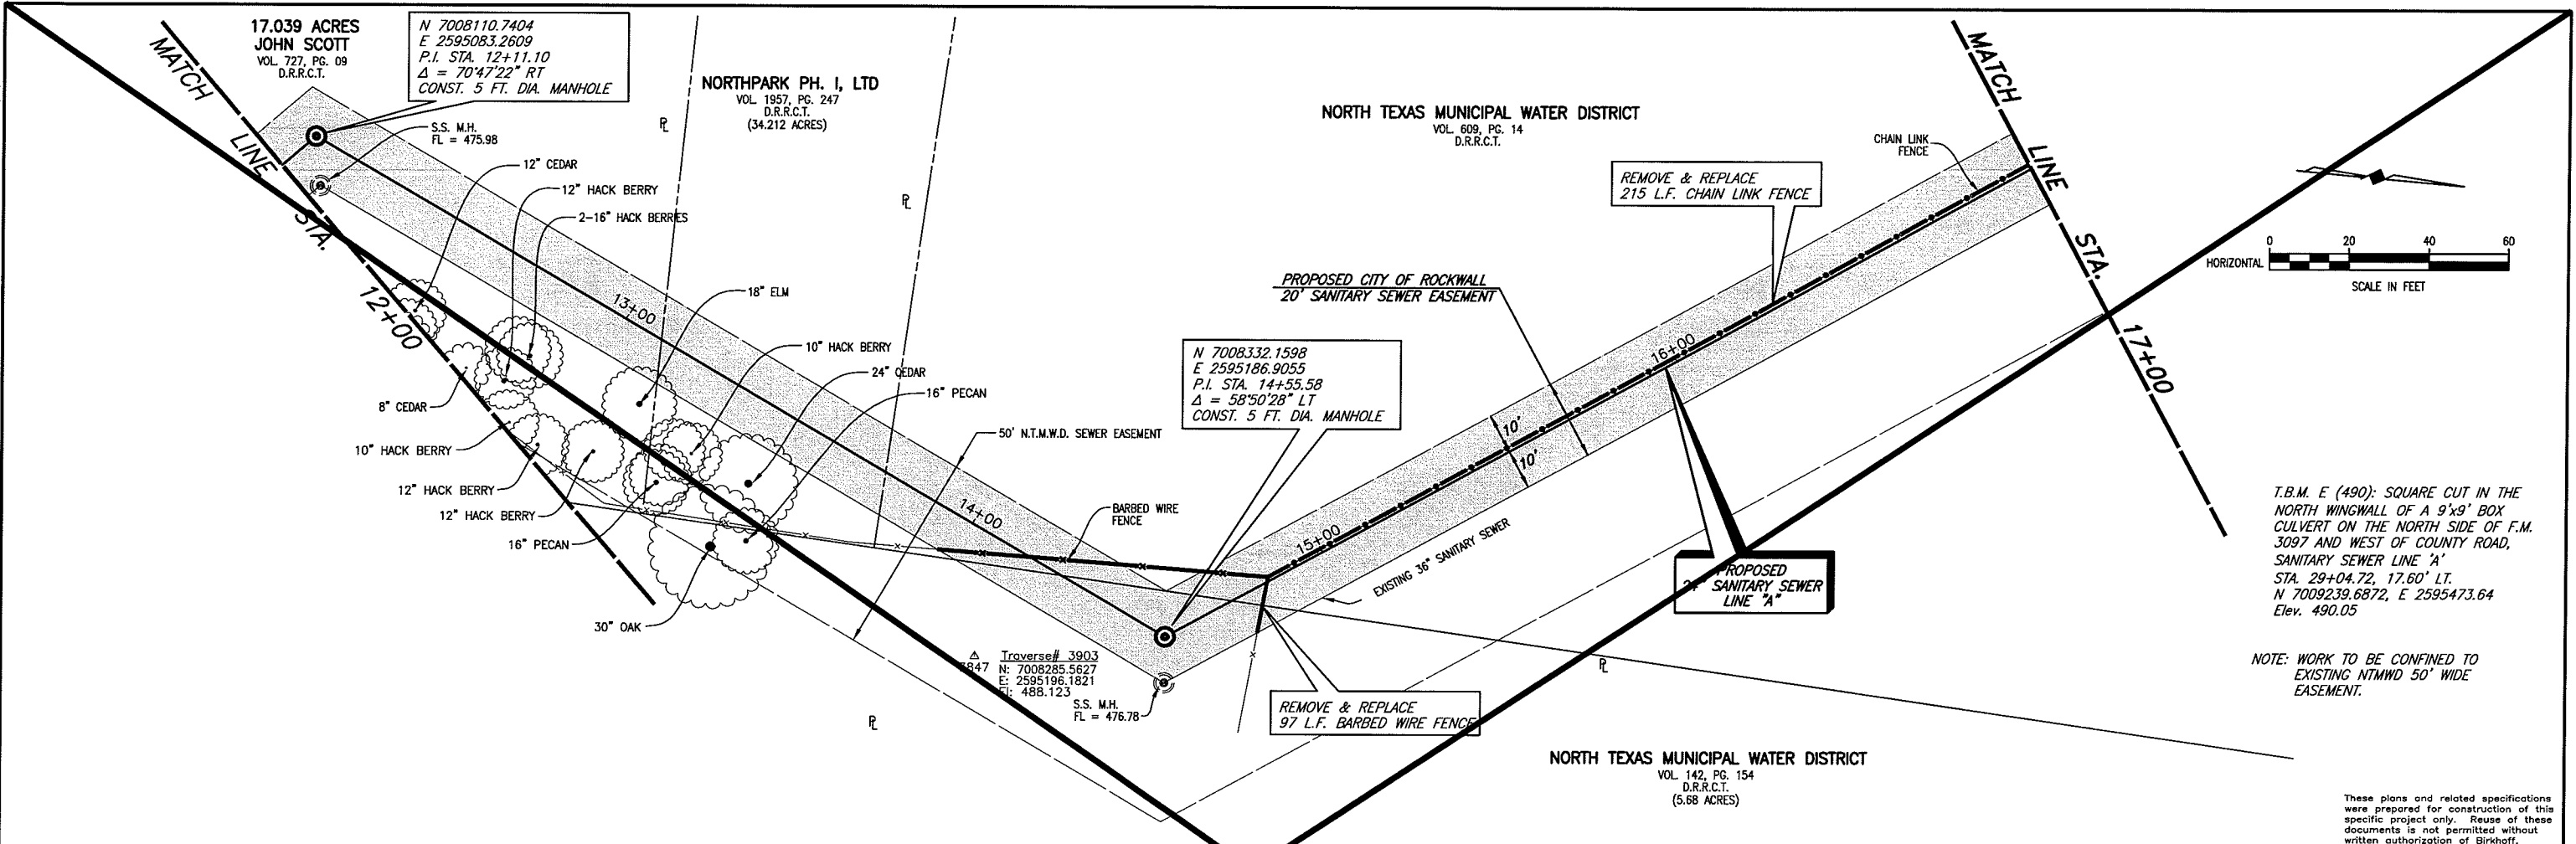 17.039 ACRES
JOHN SCOTT
VOL. 727, PG. 09
D.R.R.C.T.
N 7008110.7404
E 2595083.2609
P.I. STA. 12+11.10
Δ = 70°47'22" RT
CONST. 5 FT. DIA. MANHOLE
MATCH LINE STA. 12+00
S.S. M.H.
FL = 475.98
NORTHPARK PH. I, LTD
VOL. 1957, PG. 247
D.R.R.C.T.
(34.212 ACRES)
PL
PL
NORTH TEXAS MUNICIPAL WATER DISTRICT
VOL. 609, PG. 14
D.R.R.C.T.
CHAIN LINK
FENCE
MATCH LINE STA. 17+00
REMOVE & REPLACE
215 L.F. CHAIN LINK FENCE
0 20 40 60
HORIZONTAL
SCALE IN FEET
12" CEDAR
12" HACK BERRY
2-16" HACK BERRIES
18" ELM
10" HACK BERRY
24" CEDAR
16" PECAN
8" CEDAR
10" HACK BERRY
12" HACK BERRY
12" HACK BERRY
16" PECAN
30" OAK
13+00
14+00
15+00
16+00
50' N.T.M.W.D. SEWER EASEMENT
BARBED WIRE
FENCE
PROPOSED CITY OF ROCKWALL
20' SANITARY SEWER EASEMENT
N 7008332.1598
E 2595186.9055
P.I. STA. 14+55.58
Δ = 58°50'28" LT
CONST. 5 FT. DIA. MANHOLE
10'
10'
EXISTING 36" SANITARY SEWER
PROPOSED
SANITARY SEWER
LINE "A"
Traverse# 3903
N: 7008285.5627
E: 2595196.1821
El: 488.123
S.S. M.H.
FL = 476.78
PL
PL
REMOVE & REPLACE
97 L.F. BARBED WIRE FENCE
NORTH TEXAS MUNICIPAL WATER DISTRICT
VOL. 142, PG. 154
D.R.R.C.T.
(5.68 ACRES)
T.B.M. E (490): SQUARE CUT IN THE
NORTH WINGWALL OF A 9'x9' BOX
CULVERT ON THE NORTH SIDE OF F.M.
3097 AND WEST OF COUNTY ROAD,
SANITARY SEWER LINE 'A'
STA. 29+04.72, 17.60' LT.
N 7009239.6872, E 2595473.64
Elev. 490.05
NOTE: WORK TO BE CONFINED TO
EXISTING NTMWD 50' WIDE
EASEMENT.
These plans and related specifications
were prepared for construction of this
specific project only. Reuse of these
documents is not permitted without
written authorization of Birkhoff,